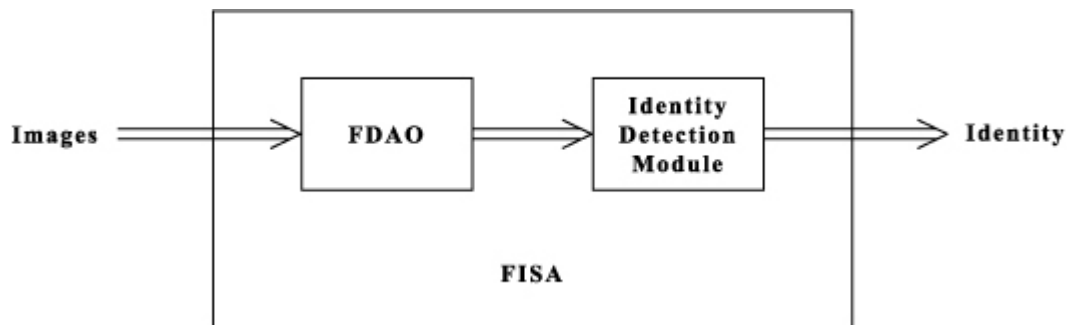 Images
FDAO
Identity
Detection
Module
Identity
FISA